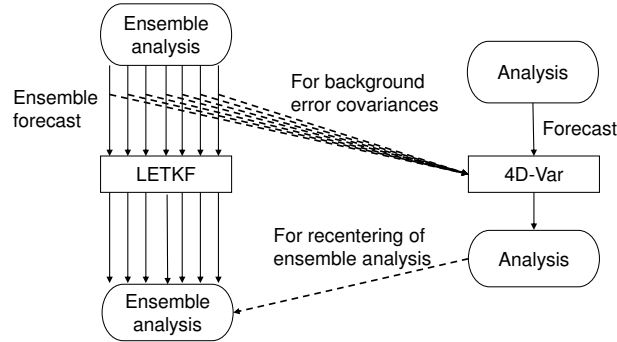 Ensemble
analysis
Ensemble
forecast
For background
error covariances
Analysis
Forecast
LETKF
4D-Var
For recentering of
ensemble analysis
Analysis
Ensemble
analysis